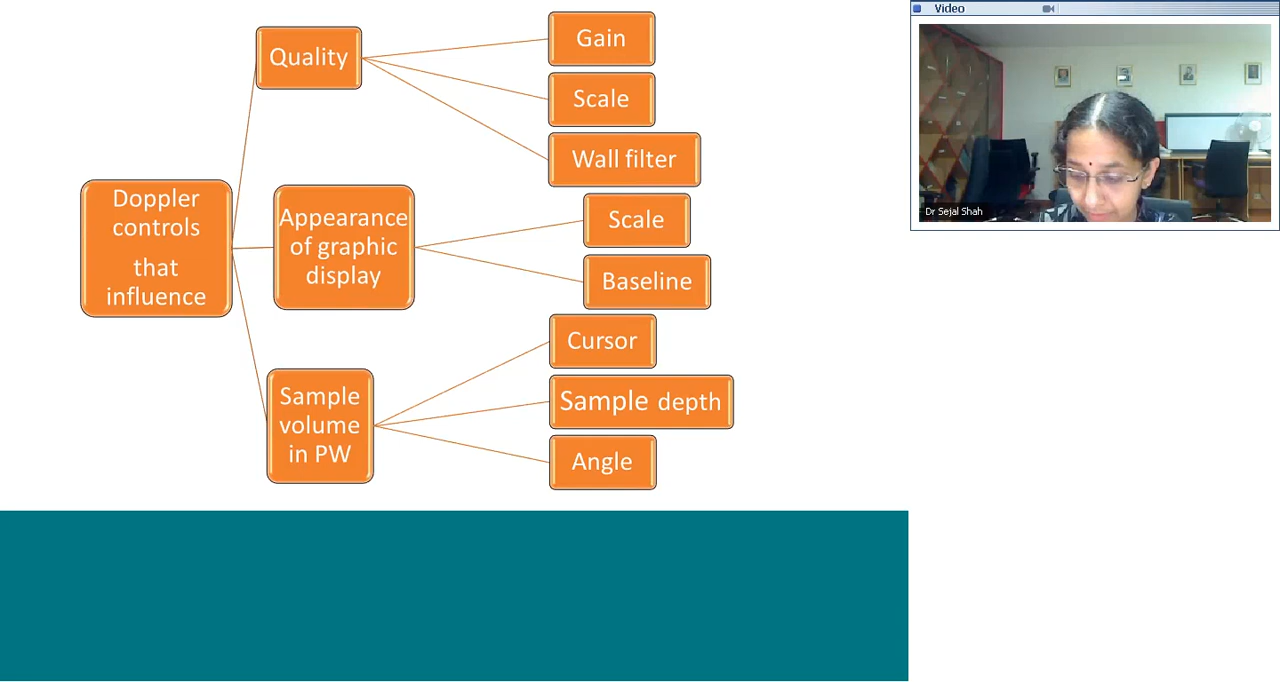 Video
Quality
Gain
Scale
Wall filter
Doppler
controls
that
influence
Appearance
of graphic
display
Scale
Baseline
Sample
volume
in PW
Cursor
Sample depth
Angle
Dr Sejal Shah